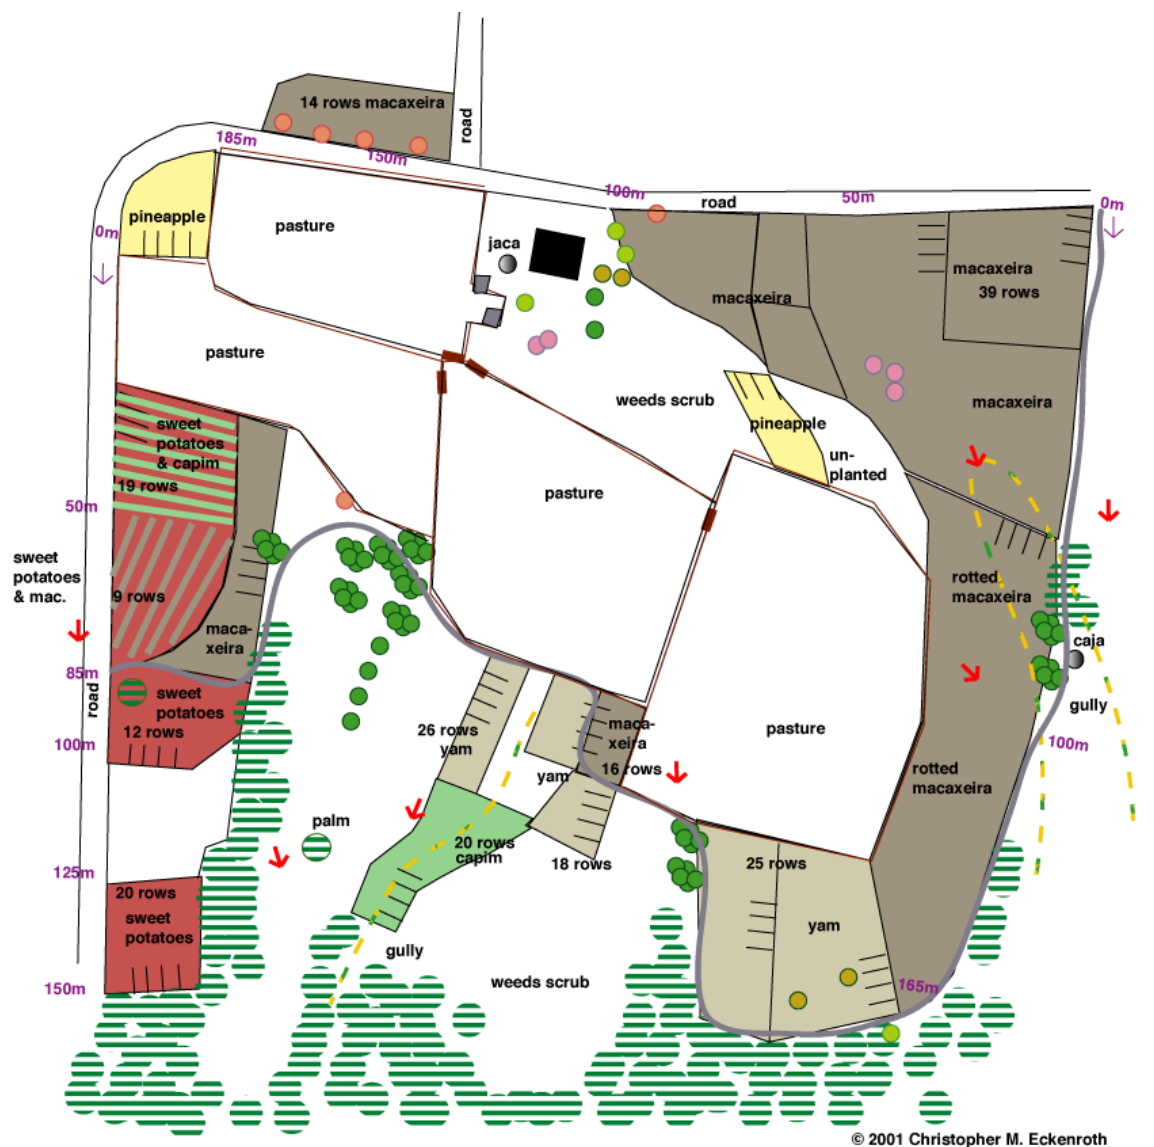 14 rows macaxeira
road
185m
150m
100m
road
50m
0m
pineapple
0m
pasture
jaca
macaxeira
39 rows
macaxeira
pasture
weeds scrub
macaxeira
pineapple
un-
planted
sweet
potatoes
& capim
19 rows
50m
pasture
sweet
potatoes
& mac.
9 rows
maca-
xeira
rotted
macaxeira
caja
gully
85m
road
sweet
potatoes
12 rows
100m
26 rows
yam
yam
maca-
xeira
16 rows
pasture
100m
rotted
macaxeira
palm
20 rows
capim
18 rows
25 rows
125m
20 rows
sweet
potatoes
yam
gully
weeds scrub
150m
165m
© 2001 Christopher M. Eckenroth